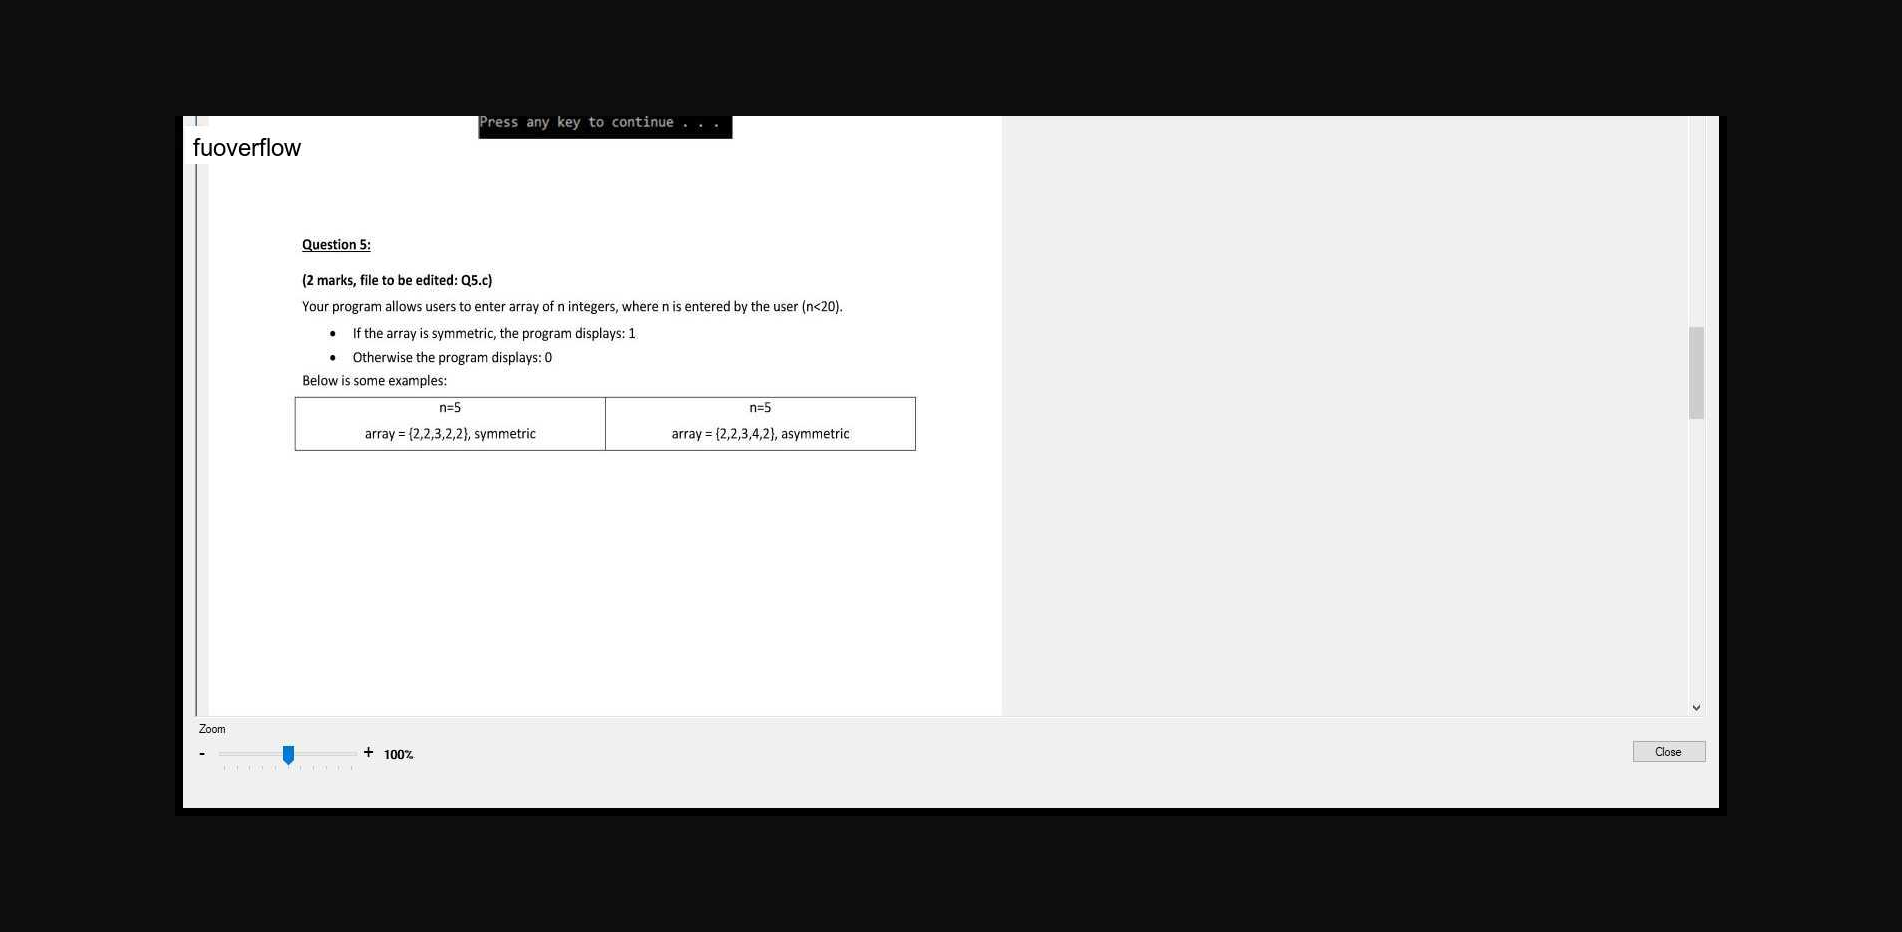 Press any key to continue . . .
fuoverflow
Question 5:
(2 marks, file to be edited: Q5.c)
Your program allows users to enter array of n integers, where n is entered by the user (n<20).
• If the array is symmetric, the program displays: 1
• Otherwise the program displays: 0
Below is some examples:
n=5
array = {2,2,3,2,2}, symmetric
n=5
array = {2,2,3,4,2}, asymmetric
Zoom
- + 100%
Close